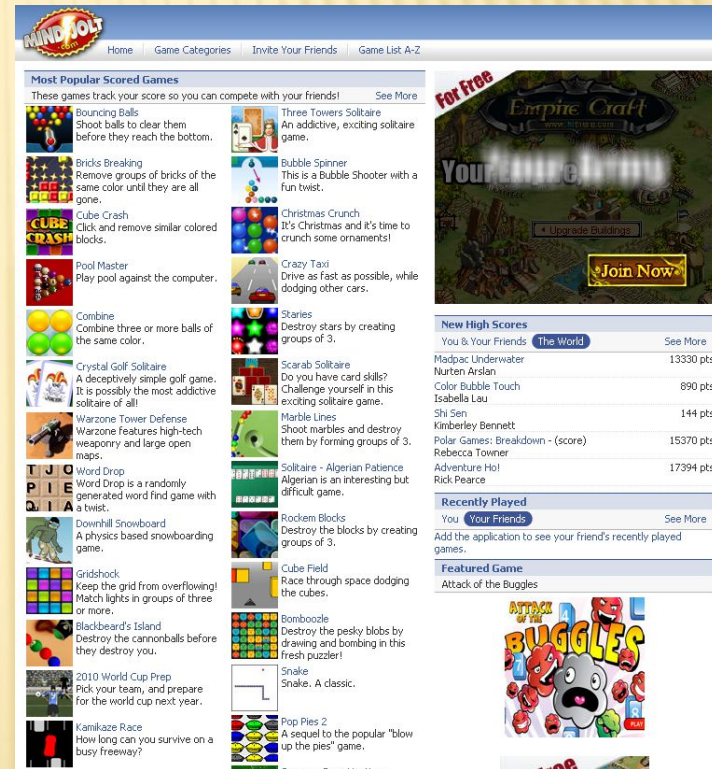 MINDJOLT
.com
Home Game Categories Invite Your Friends Game List A-Z
Most Popular Scored Games
These games track your score so you can compete with your friends! See More
Bouncing Balls
Shoot balls to clear them
before they reach the bottom.
Bricks Breaking
Remove groups of bricks of the
same color until they are all
gone.
CUBE
CRASH
Cube Crash
Click and remove similar colored
blocks.
Pool Master
Play pool against the computer.
Combine
Combine three or more balls of
the same color.
Crystal Golf Solitaire
A deceptively simple golf game.
It is possibly the most addictive
solitaire of all!
Warzone Tower Defense
Warzone features high-tech
weaponry and large open
maps.
T J O
P I E
Q I A
Word Drop
Word Drop is a randomly
generated word find game with
a twist.
Downhill Snowboard
A physics based snowboarding
game.
Gridshock
Keep the grid from overflowing!
Match lights in groups of three
or more.
Blackbeard's Island
Destroy the cannonballs before
they destroy you.
2010 World Cup Prep
Pick your team, and prepare
for the world cup next year.
Kamikaze Race
How long can you survive on a
busy freeway?
Three Towers Solitaire
An addictive, exciting solitaire
game.
Bubble Spinner
This is a Bubble Shooter with a
fun twist.
Christmas Crunch
It's Christmas and it's time to
crunch some ornaments!
Crazy Taxi
Drive as fast as possible, while
dodging other cars.
Staries
Destroy stars by creating
groups of 3.
Scarab Solitaire
Do you have card skills?
Challenge yourself in this
exciting solitaire game.
Marble Lines
Shoot marbles and destroy
them by forming groups of 3.
Solitaire - Algerian Patience
Algerian is an interesting but
difficult game.
Rockem Blocks
Destroy the blocks by creating
groups of 3.
Cube Field
Race through space dodging
the cubes.
Bomboozle
Destroy the pesky blobs by
drawing and bombing in this
fresh puzzler!
Snake
Snake. A classic.
Pop Pies 2
A sequel to the popular "blow
up the pies" game.
For Free
Empire Craft
Your Empire,
Upgrade Buildings
Join Now
New High Scores
You & Your Friends The World See More
Madpac Underwater 13330 pts
Nurten Arslan
Color Bubble Touch 890 pts
Isabella Lau
Shi Sen 144 pts
Kimberley Bennett
Polar Games: Breakdown - (score) 15370 pts
Rebecca Towner
Adventure Ho! 17394 pts
Rick Pearce
Recently Played
You Your Friends See More
Add the application to see your friend's recently played
games.
Featured Game
Attack of the Buggles
ATTACK
OF THE
BUGGLES
PLAY